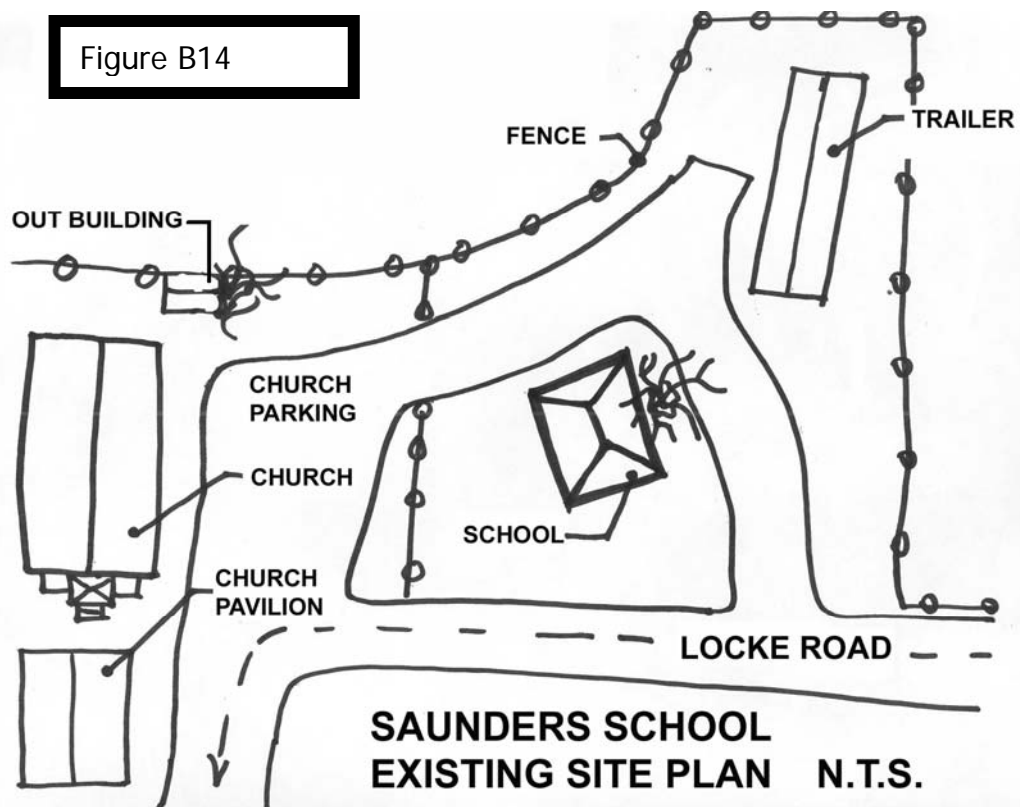 Figure B14
FENCE
TRAILER
OUT BUILDING
CHURCH
PARKING
CHURCH
SCHOOL
CHURCH
PAVILION
LOCKE ROAD
SAUNDERS SCHOOL
EXISTING SITE PLAN N.T.S.